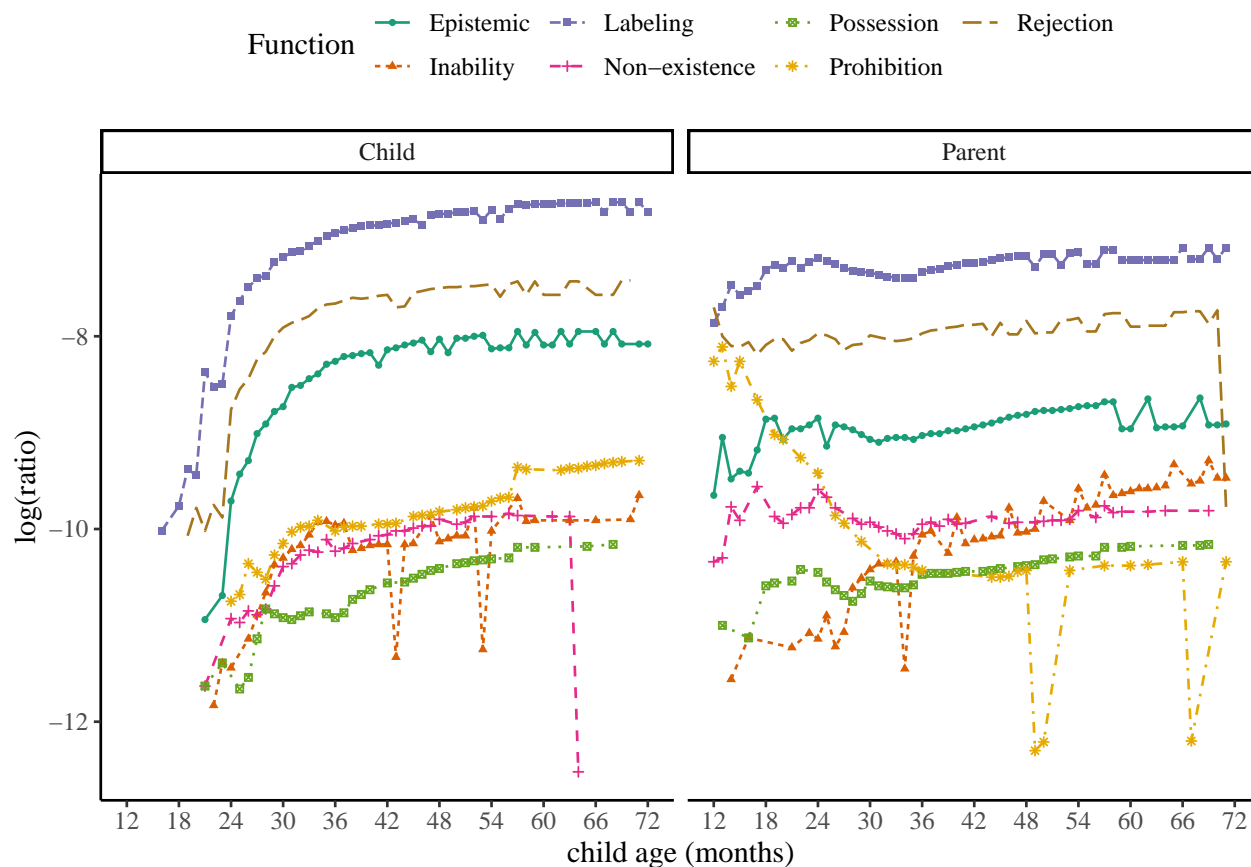 Function
Epistemic Labeling Possession Rejection
Inability Non−existence Prohibition
Child Parent
−8
−10
−12
log(ratio)
12 18 24 30 36 42 48 54 60 66 72 12 18 24 30 36 42 48 54 60 66 72
child age (months)